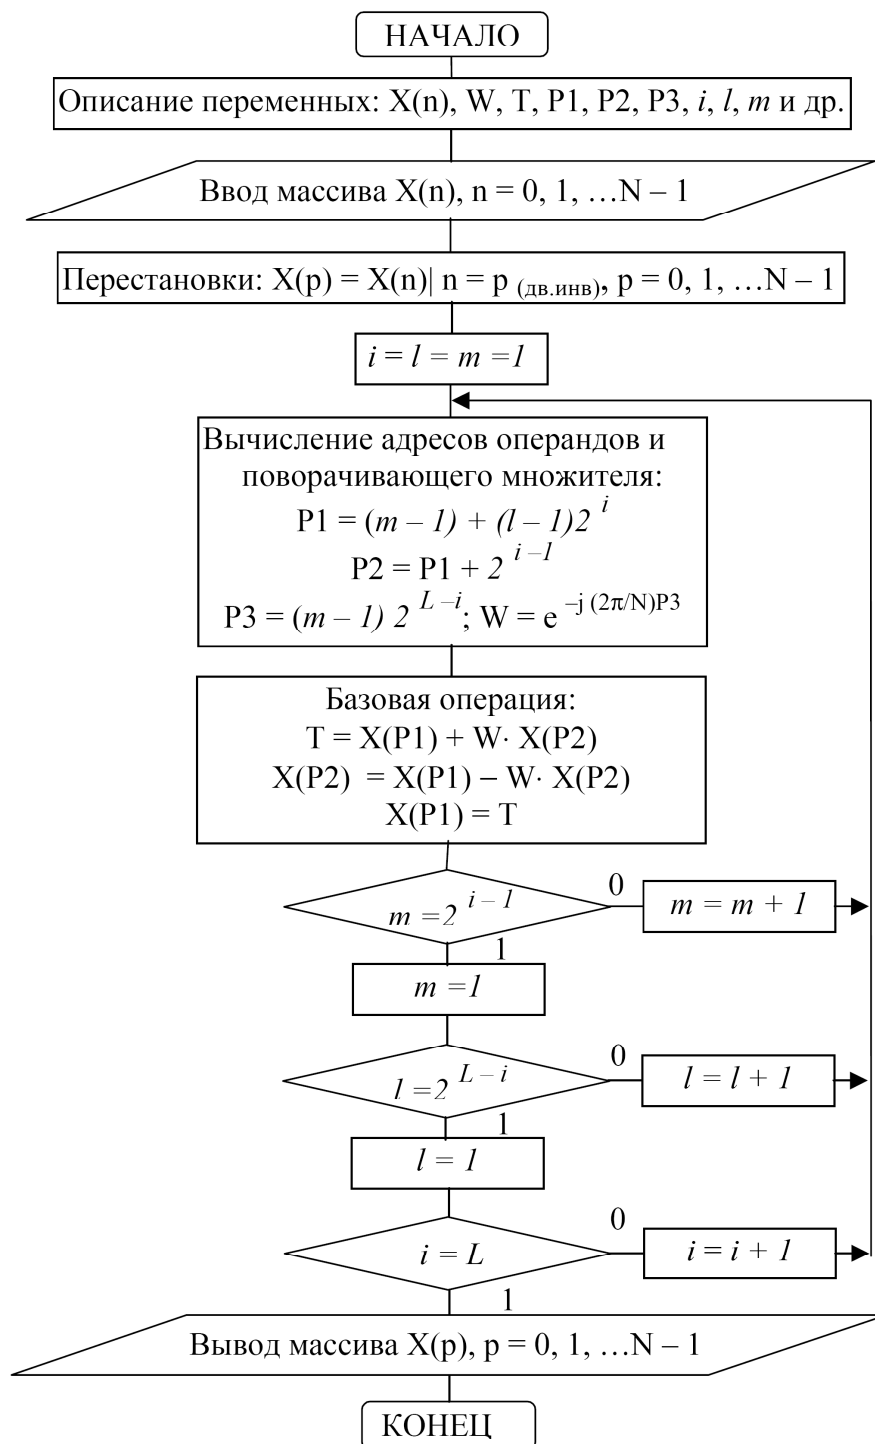 НАЧАЛО
Описание переменных: X(n), W, T, P1, P2, P3, i, l, m и др.
Ввод массива X(n), n = 0, 1, …N – 1
Перестановки: X(p) = X(n)| n = p (дв.инв), p = 0, 1, …N – 1
i = l = m =1
Вычисление адресов операндов и
поворачивающего множителя:
P1 = (m – 1) + (l – 1)2 ^i
P2 = P1 + 2 ^{i –1}
P3 = (m – 1) 2 ^{L –i}; W = e ^{–j (2π/N)P3}
Базовая операция:
T = X(P1) + W· X(P2)
X(P2) = X(P1) – W· X(P2)
X(P1) = T
m =2 ^{i – 1}
0
m = m + 1
1
m =1
l =2 ^{L – i}
0
l = l + 1
1
l = 1
i = L
0
i = i + 1
1
Вывод массива X(p), p = 0, 1, …N – 1
КОНЕЦ